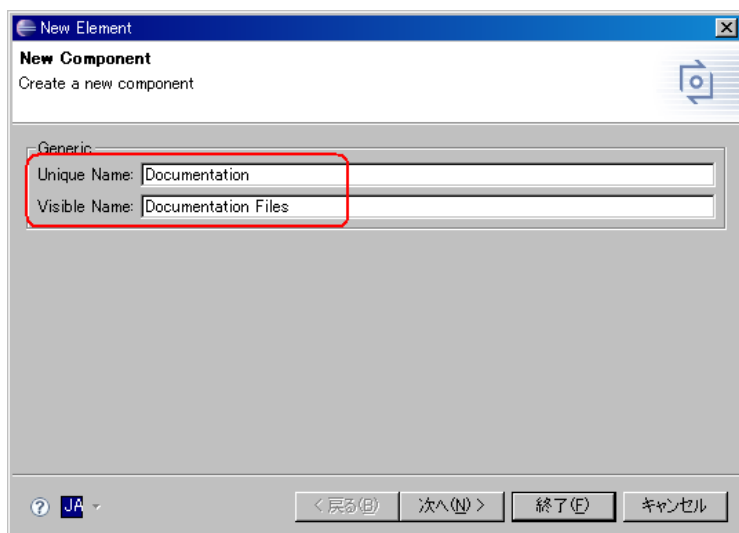 New Element
New Component
Create a new component
Generic
Unique Name: Documentation
Visible Name: Documentation Files
JA
< 戻る(B) 次へ(N) > 終了(F) キャンセル